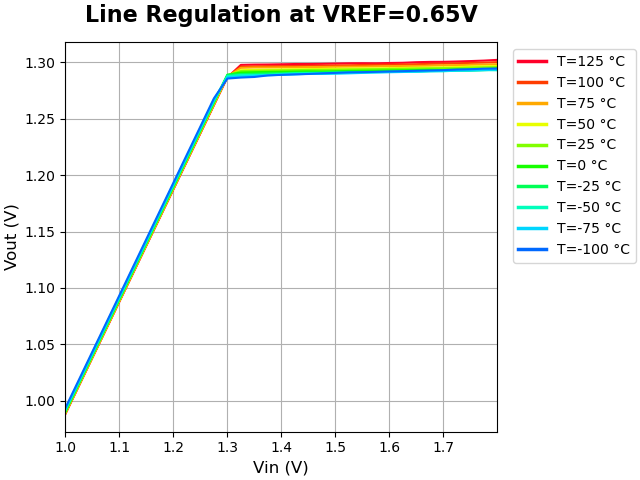 Line Regulation at VREF=0.65V
Vout (V)
1.30
1.25
1.20
1.15
1.10
1.05
1.00
1.0 1.1 1.2 1.3 1.4 1.5 1.6 1.7
Vin (V)
T=125 °C
T=100 °C
T=75 °C
T=50 °C
T=25 °C
T=0 °C
T=-25 °C
T=-50 °C
T=-75 °C
T=-100 °C